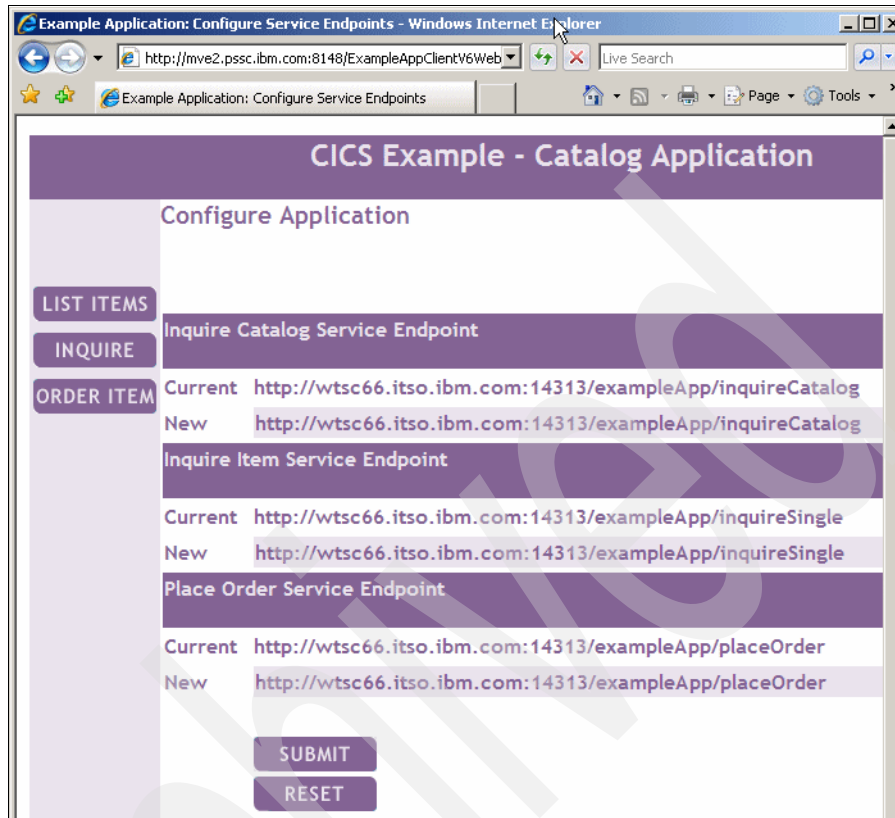 Example Application: Configure Service Endpoints - Windows Internet Explorer
http://mve2.pssc.ibm.com:8148/ExampleAppClientV6Web
Live Search
Example Application: Configure Service Endpoints
Page
Tools
CICS Example - Catalog Application
Configure Application
LIST ITEMS
INQUIRE
ORDER ITEM
Inquire Catalog Service Endpoint
Current http://wtsc66.itso.ibm.com:14313/exampleApp/inquireCatalog
New http://wtsc66.itso.ibm.com:14313/exampleApp/inquireCatalog
Inquire Item Service Endpoint
Current http://wtsc66.itso.ibm.com:14313/exampleApp/inquireSingle
New http://wtsc66.itso.ibm.com:14313/exampleApp/inquireSingle
Place Order Service Endpoint
Current http://wtsc66.itso.ibm.com:14313/exampleApp/placeOrder
New http://wtsc66.itso.ibm.com:14313/exampleApp/placeOrder
SUBMIT
RESET